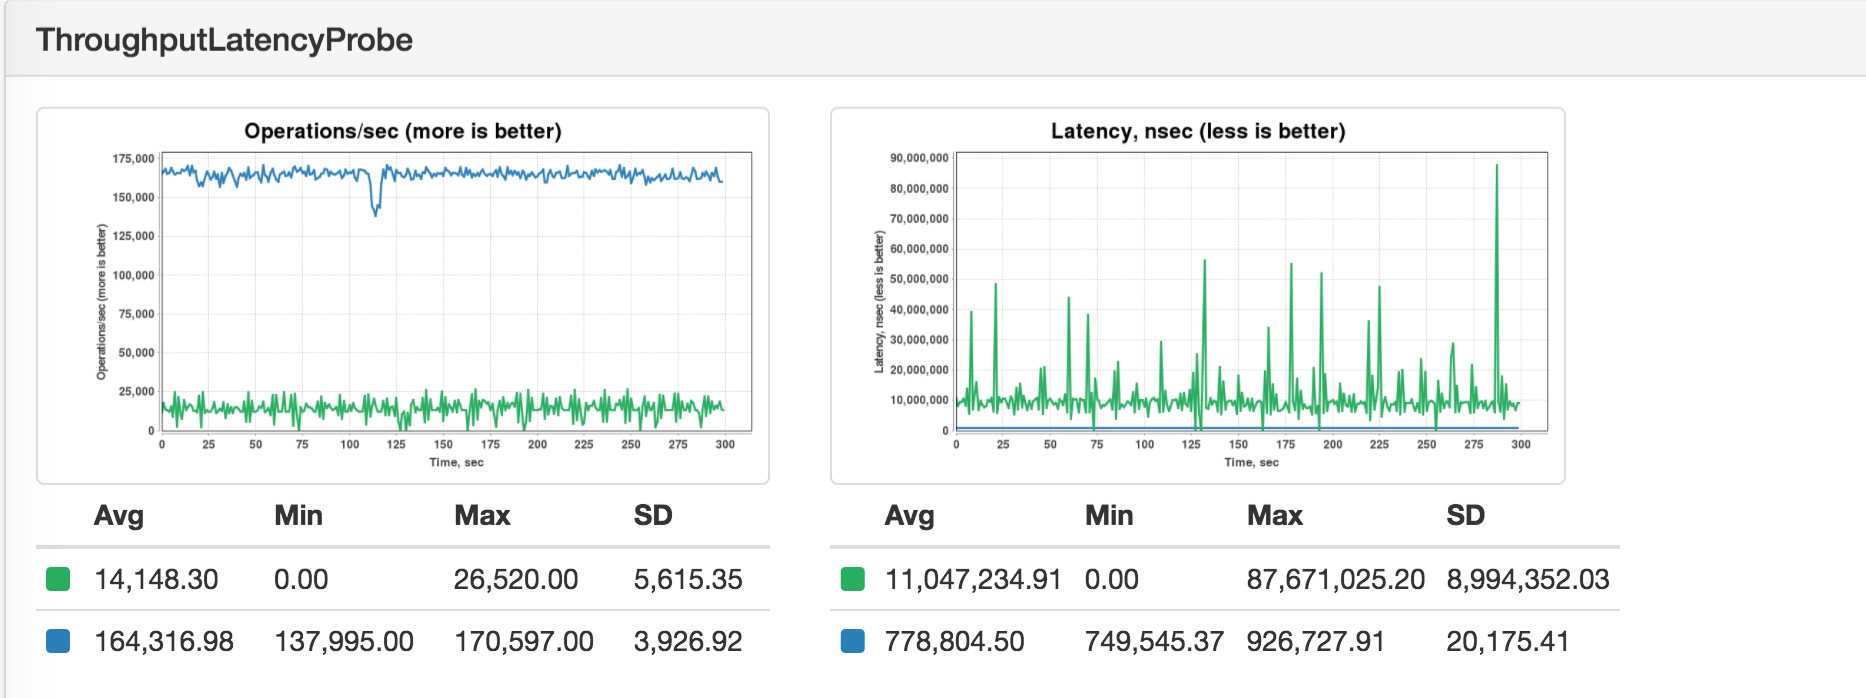 ThroughputLatencyProbe
Operations/sec (more is better)
175,000
150,000
125,000
100,000
75,000
50,000
25,000
0
Operations/sec (more is better)
0 25 50 75 100 125 150 175 200 225 250 275 300
Time, sec
Avg Min Max SD
14,148.30 0.00 26,520.00 5,615.35
164,316.98 137,995.00 170,597.00 3,926.92
Latency, nsec (less is better)
90,000,000
80,000,000
70,000,000
60,000,000
50,000,000
40,000,000
30,000,000
20,000,000
10,000,000
0
Latency, nsec (less is better)
0 25 50 75 100 125 150 175 200 225 250 275 300
Time, sec
Avg Min Max SD
11,047,234.91 0.00 87,671,025.20 8,994,352.03
778,804.50 749,545.37 926,727.91 20,175.41